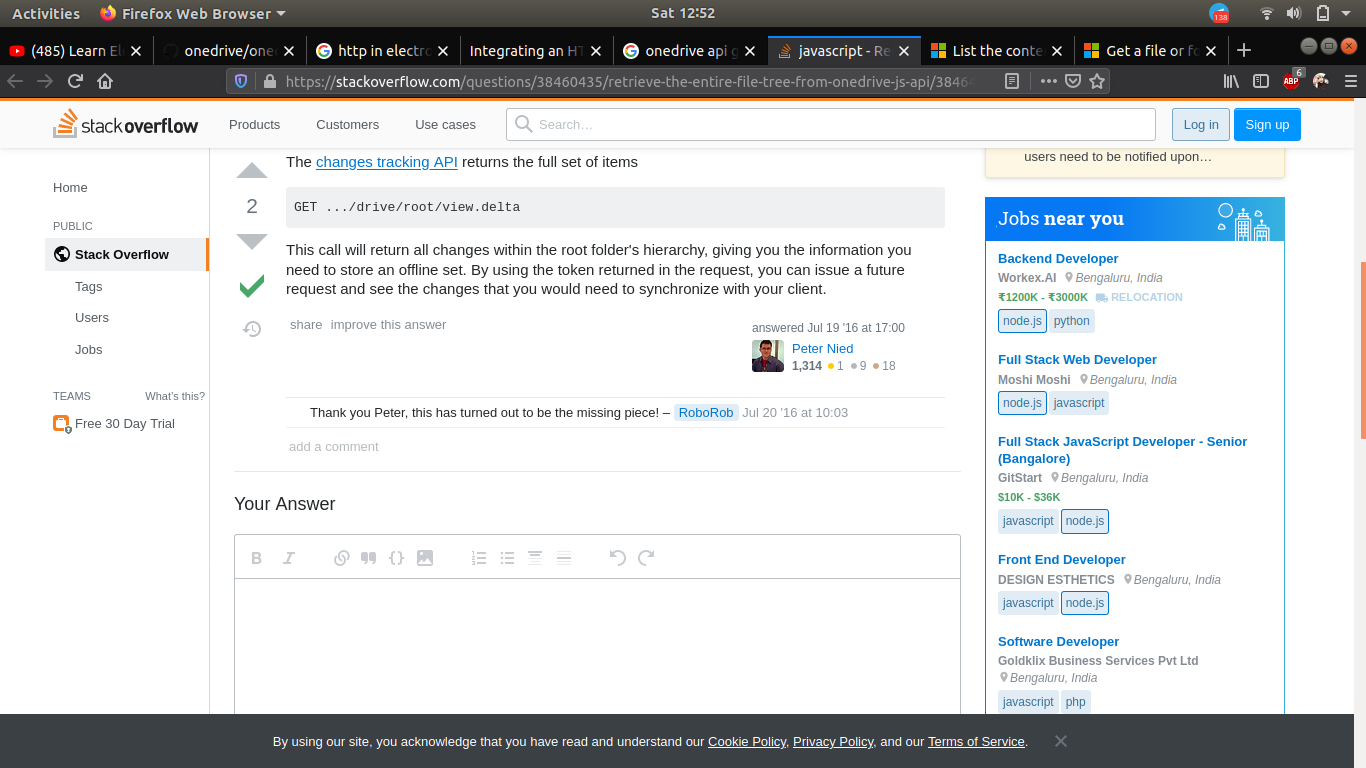 Activities
Firefox Web Browser
Sat 12:52
138
(485) Learn El
onedrive/one
http in electro
Integrating an HT
onedrive api g
javascript - Re
List the conte
Get a file or fo
https://stackoverflow.com/questions/38460435/retrieve-the-entire-file-tree-from-onedrive-js-api/3846
ABP
6
stack overflow
Products
Customers
Use cases
Search…
Log in
Sign up
Home
PUBLIC
Stack Overflow
Tags
Users
Jobs
TEAMS
What's this?
Free 30 Day Trial
The changes tracking API returns the full set of items
2
GET .../drive/root/view.delta
This call will return all changes within the root folder's hierarchy, giving you the information you
need to store an offline set. By using the token returned in the request, you can issue a future
request and see the changes that you would need to synchronize with your client.
share improve this answer
answered Jul 19 '16 at 17:00
Peter Nied
1,314 1 9 18
Thank you Peter, this has turned out to be the missing piece! – RoboRob Jul 20 '16 at 10:03
add a comment
Your Answer
users need to be notified upon…
Jobs near you
Backend Developer
Workex.AI Bengaluru, India
₹1200K - ₹3000K RELOCATION
node.js python
Full Stack Web Developer
Moshi Moshi Bengaluru, India
node.js javascript
Full Stack JavaScript Developer - Senior
(Bangalore)
GitStart Bengaluru, India
$10K - $36K
javascript node.js
Front End Developer
DESIGN ESTHETICS Bengaluru, India
javascript node.js
Software Developer
Goldklix Business Services Pvt Ltd
Bengaluru, India
javascript php
By using our site, you acknowledge that you have read and understand our Cookie Policy, Privacy Policy, and our Terms of Service.